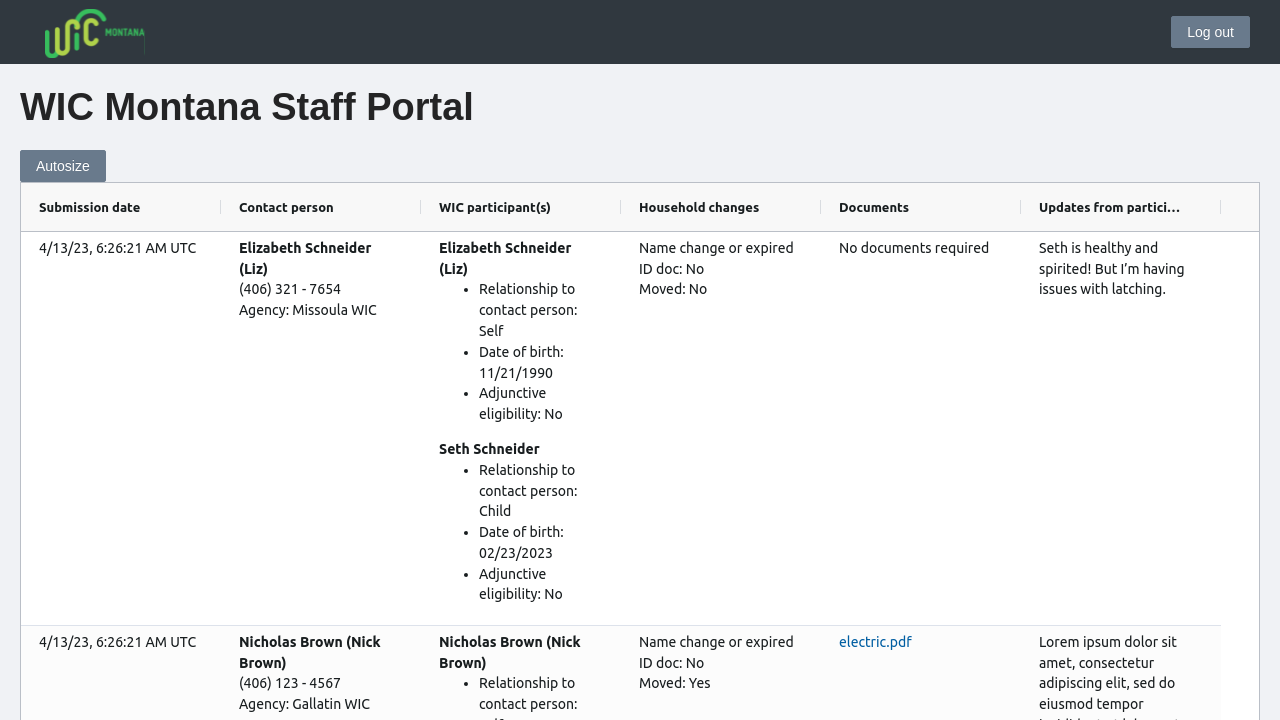 WIC MONTANA
Log out
WIC Montana Staff Portal
Autosize
Submission date
Contact person
WIC participant(s)
Household changes
Documents
Updates from partici…
4/13/23, 6:26:21 AM UTC
Elizabeth Schneider
(Liz)
(406) 321 - 7654
Agency: Missoula WIC
Elizabeth Schneider
(Liz)
• Relationship to
contact person:
Self
• Date of birth:
11/21/1990
• Adjunctive
eligibility: No
Seth Schneider
• Relationship to
contact person:
Child
• Date of birth:
02/23/2023
• Adjunctive
eligibility: No
Name change or expired
ID doc: No
Moved: No
No documents required
Seth is healthy and
spirited! But I’m having
issues with latching.
4/13/23, 6:26:21 AM UTC
Nicholas Brown (Nick
Brown)
(406) 123 - 4567
Agency: Gallatin WIC
Nicholas Brown (Nick
Brown)
• Relationship to
contact person:
Name change or expired
ID doc: No
Moved: Yes
electric.pdf
Lorem ipsum dolor sit
amet, consectetur
adipiscing elit, sed do
eiusmod tempor